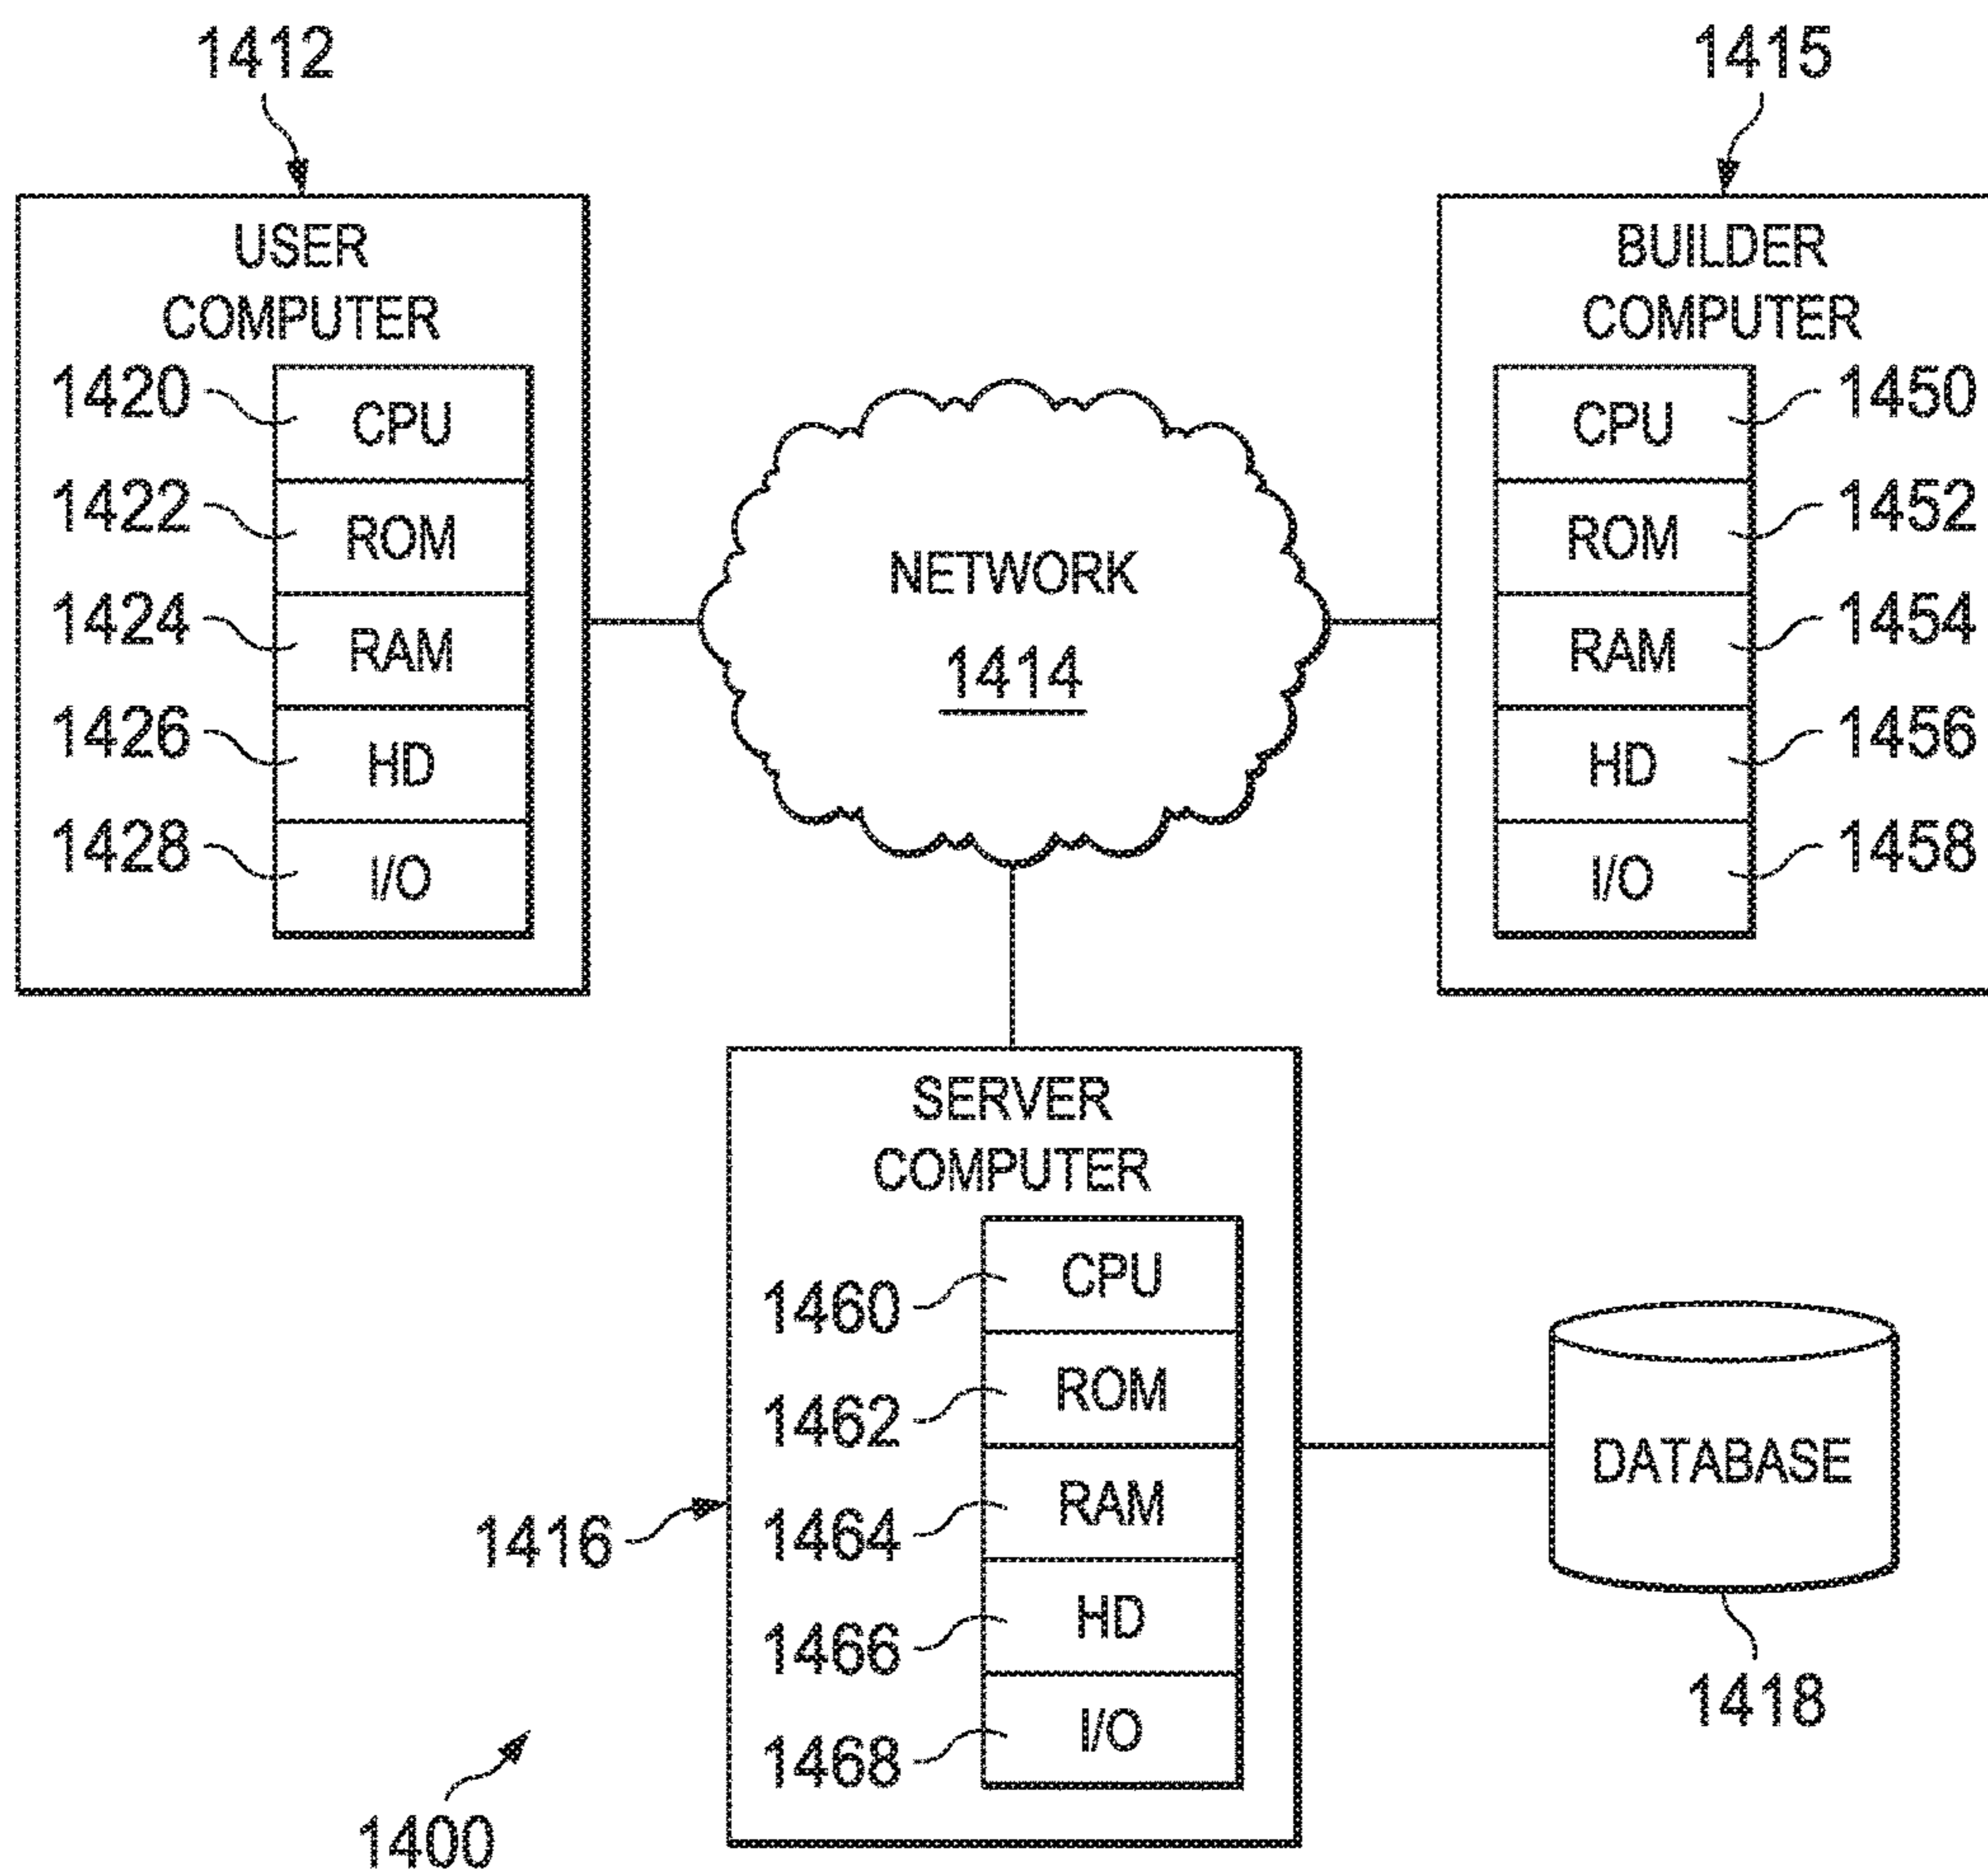 1412
1415
USER
COMPUTER
BUILDER
COMPUTER
1420
CPU
1422
ROM
1424
RAM
1426
HD
1428
I/O
NETWORK
1414
CPU
1450
ROM
1452
RAM
1454
HD
1456
I/O
1458
SERVER
COMPUTER
1460
CPU
1462
ROM
1464
RAM
1466
HD
1468
I/O
1416
DATABASE
1418
1400